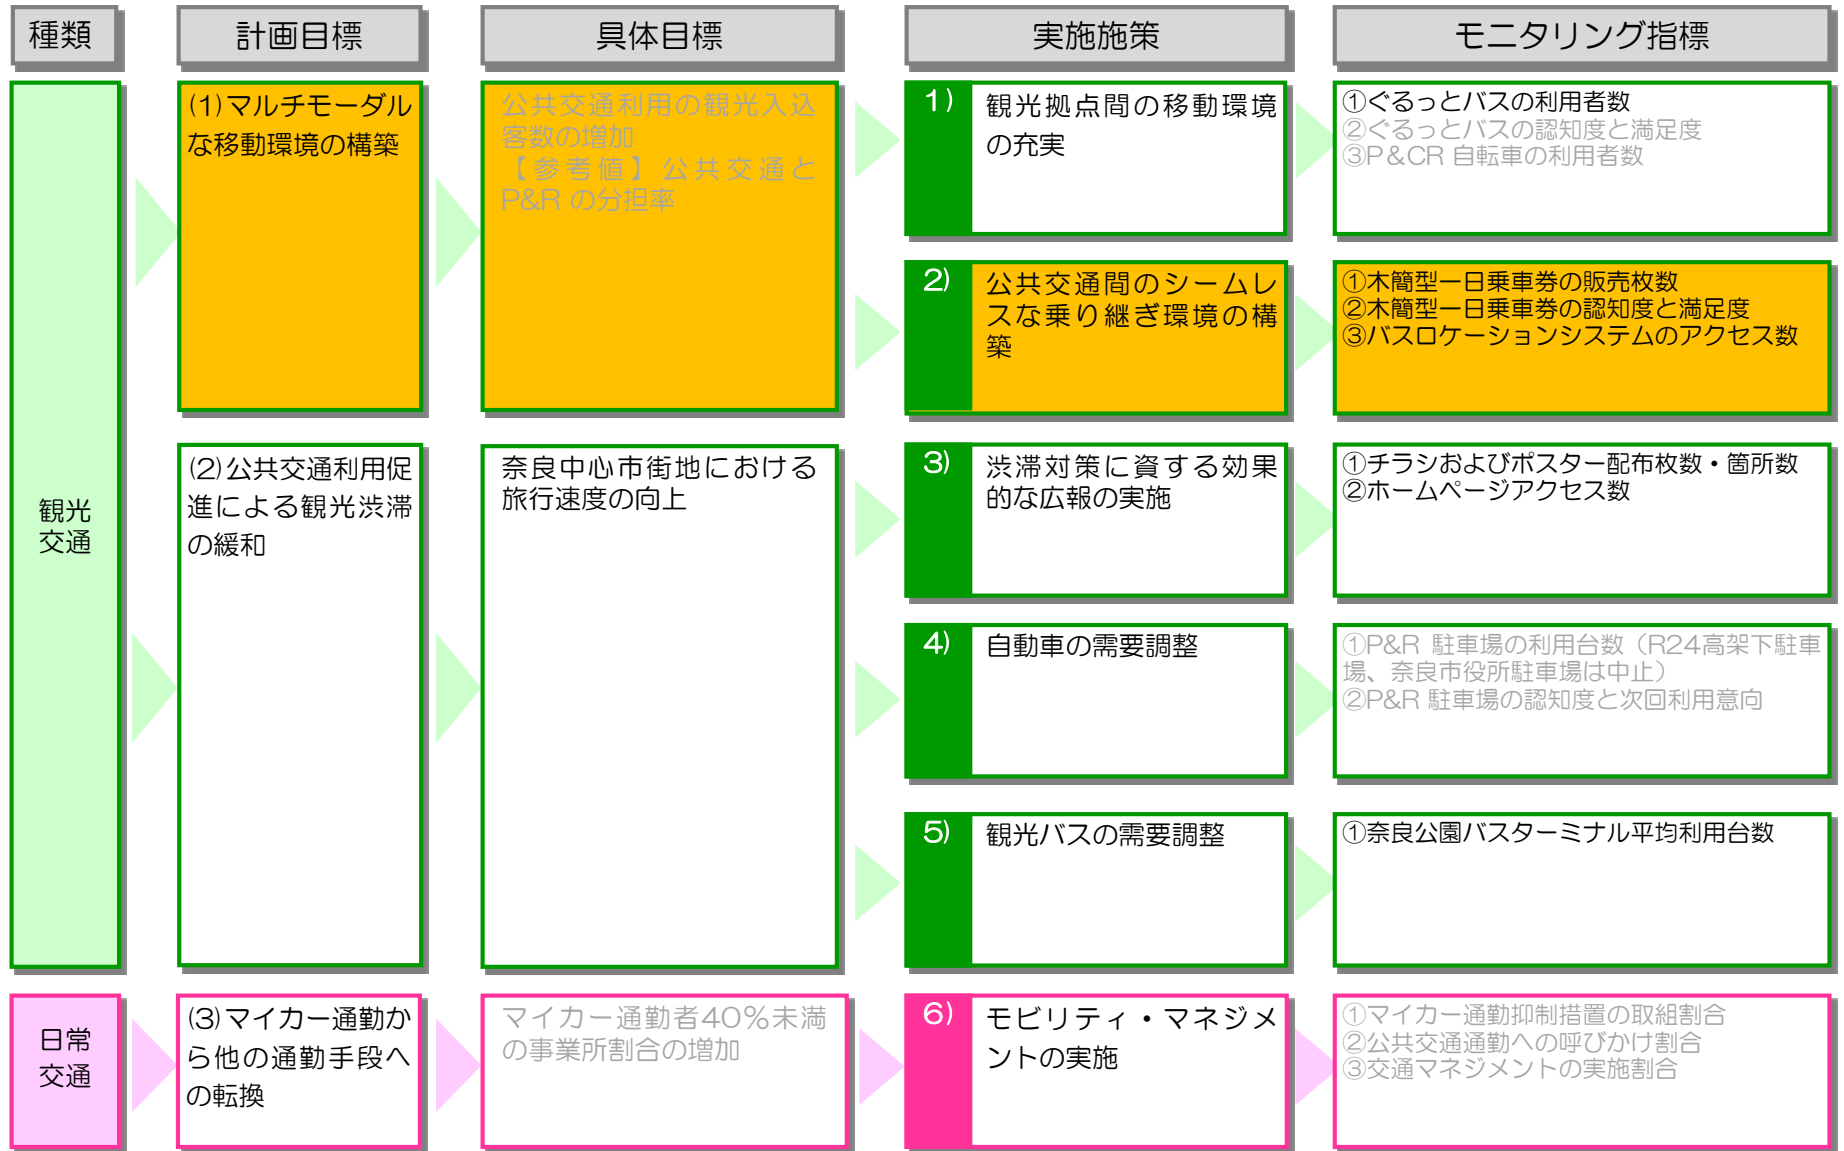 種類
計画目標
具体目標
実施施策
モニタリング指標
観光
交通
(1)マルチモーダル
な移動環境の構築
公共交通利用の観光入込
客数の増加
【参考値】公共交通と
P&R の分担率
1)
観光拠点間の移動環境
の充実
①ぐるっとバスの利用者数
②ぐるっとバスの認知度と満足度
③P&CR 自転車の利用者数
2)
公共交通間のシームレ
スな乗り継ぎ環境の構
築
①木簡型一日乗車券の販売枚数
②木簡型一日乗車券の認知度と満足度
③バスロケーションシステムのアクセス数
(2)公共交通利用促
進による観光渋滞
の緩和
奈良中心市街地における
旅行速度の向上
3)
渋滞対策に資する効果
的な広報の実施
①チラシおよびポスター配布枚数・箇所数
②ホームページアクセス数
4)
自動車の需要調整
①P&R 駐車場の利用台数（R24高架下駐車
場、奈良市役所駐車場は中止）
②P&R 駐車場の認知度と次回利用意向
5)
観光バスの需要調整
①奈良公園バスターミナル平均利用台数
日常
交通
(3)マイカー通勤か
ら他の通勤手段へ
の転換
マイカー通勤者40％未満
の事業所割合の増加
6)
モビリティ・マネジメ
ントの実施
①マイカー通勤抑制措置の取組割合
②公共交通通勤への呼びかけ割合
③交通マネジメントの実施割合